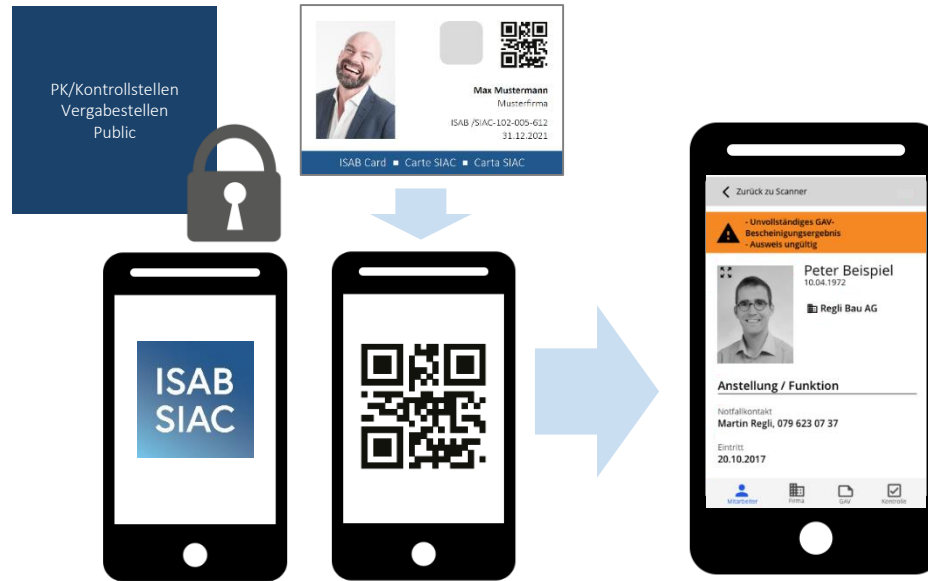 PK/Kontrollstellen
Vergabestellen
Public
Max Mustermann
Musterfirma
ISAB /SIAC-102-005-612
31.12.2021
ISAB Card ▪ Carte SIAC ▪ Carta SIAC
ISAB
SIAC
Zurück zu Scanner
- Unvollständiges GAV-
Bescheinigungsergebnis
- Ausweis ungültig
Peter Beispiel
10.04.1972
Regli Bau AG
Anstellung / Funktion
Notfallkontakt
Martin Regli, 079 623 07 37
Eintritt
20.10.2017
Mitarbeiter Firma GAV Kontrolle